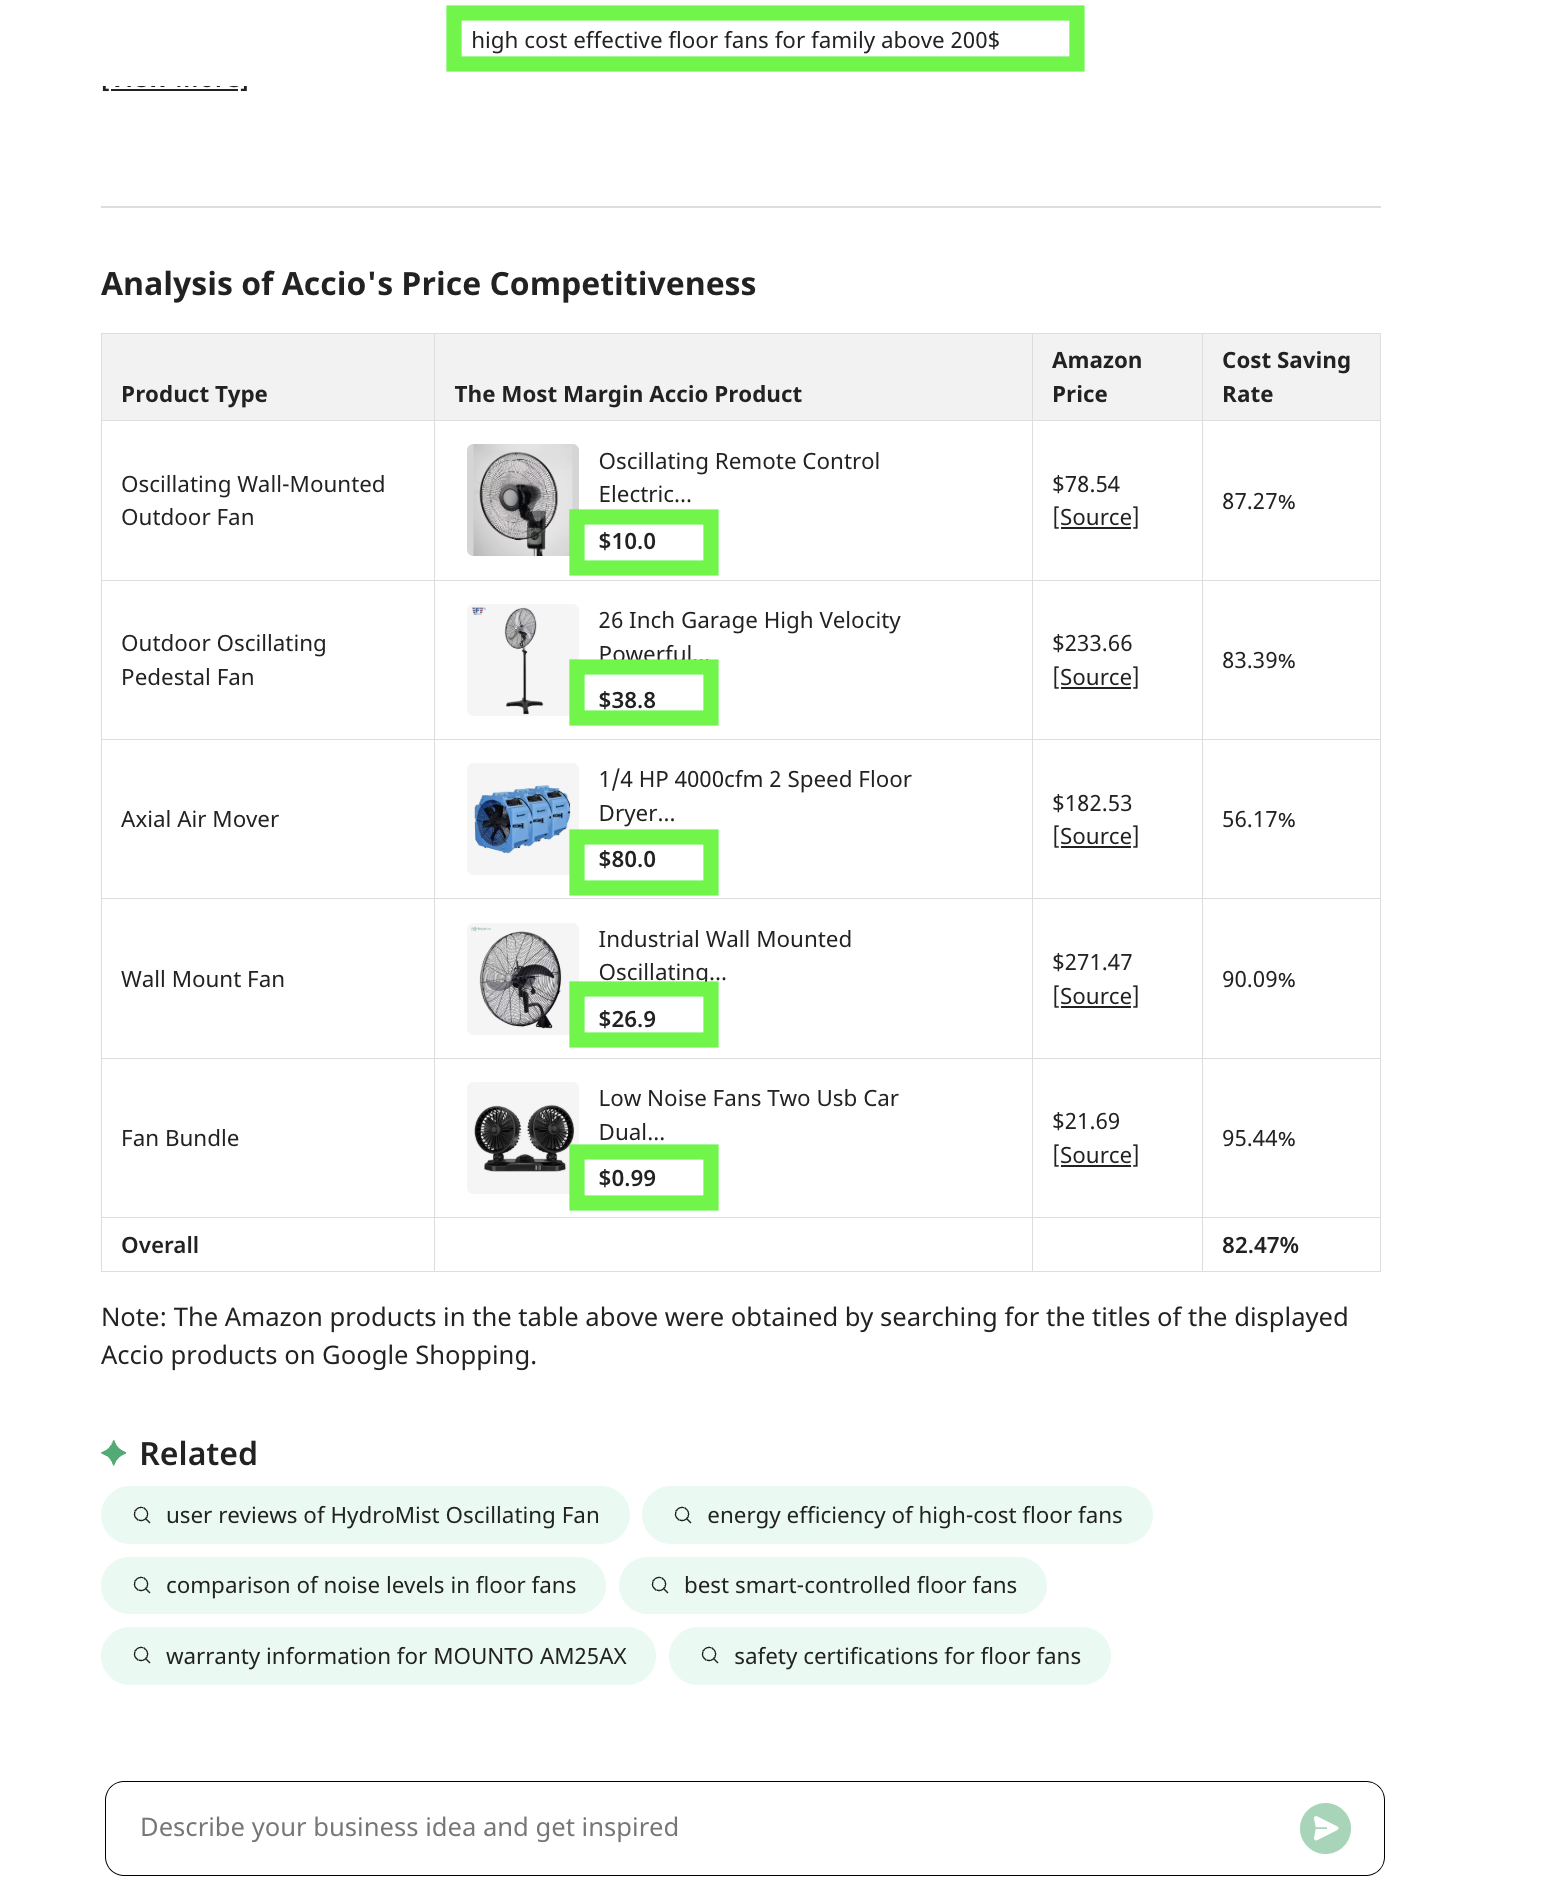 high cost effective floor fans for family above 200$
[View more]
Analysis of Accio's Price Competitiveness
Product Type
The Most Margin Accio Product
Amazon
Price
Cost Saving
Rate
Oscillating Wall-Mounted
Outdoor Fan
Oscillating Remote Control
Electric...
$10.0
$78.54
[Source]
87.27%
Outdoor Oscillating
Pedestal Fan
26 Inch Garage High Velocity
Powerful...
$38.8
$233.66
[Source]
83.39%
Axial Air Mover
1/4 HP 4000cfm 2 Speed Floor
Dryer...
$80.0
$182.53
[Source]
56.17%
Wall Mount Fan
Industrial Wall Mounted
Oscillating...
$26.9
$271.47
[Source]
90.09%
Fan Bundle
Low Noise Fans Two Usb Car
Dual...
$0.99
$21.69
[Source]
95.44%
Overall
82.47%
Note: The Amazon products in the table above were obtained by searching for the titles of the displayed
Accio products on Google Shopping.
Related
user reviews of HydroMist Oscillating Fan
energy efficiency of high-cost floor fans
comparison of noise levels in floor fans
best smart-controlled floor fans
warranty information for MOUNTO AM25AX
safety certifications for floor fans
Describe your business idea and get inspired